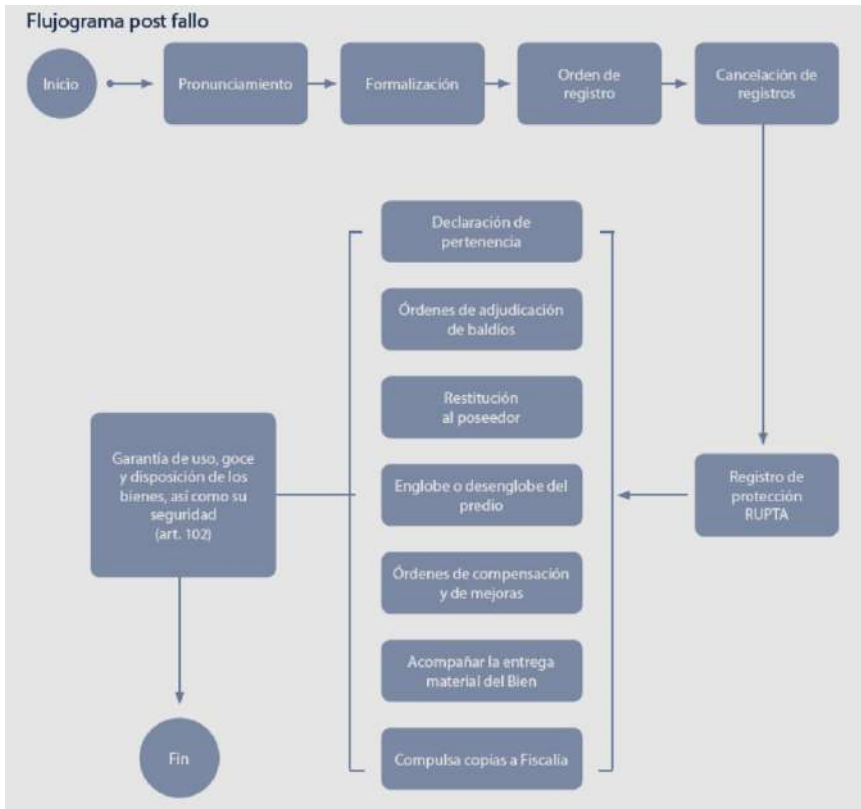 Flujograma post fallo
Inicio
Pronunciamiento
Formalización
Orden de
registro
Cancelación de
registros
Declaración de
pertenencia
Órdenes de adjudicación
de baldíos
Restitución
al poseedor
Garantía de uso, goce
y disposición de los
bienes, así como su
seguridad
(art. 102)
Englobe o desenglobe del
predio
Registro de
protección
RUPTA
Órdenes de compensación
y de mejoras
Acompañar la entrega
material del Bien
Fin
Compulsa copias a Fiscalía